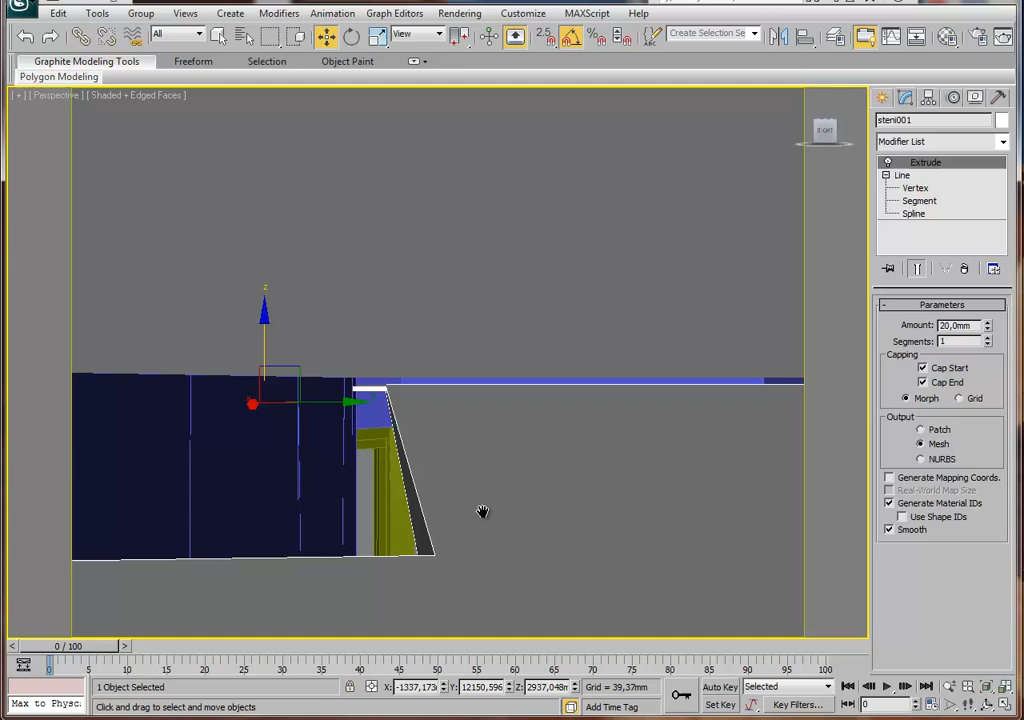 Edit Tools Group Views Create Modifiers Animation Graph Editors Rendering Customize MAXScript Help
All View 2.5 Create Selection Se
Graphite Modeling Tools Freeform Selection Object Paint
Polygon Modeling
[ + ] [ Perspective ] [ Shaded + Edged Faces ]
RIGHT
steni001
Modifier List
Extrude
Line
Vertex
Segment
Spline
z
- Parameters
Amount: 20,0mm
Segments: 1
Capping
Cap Start
Cap End
Morph Grid
Output
Patch
Mesh
NURBS
Generate Mapping Coords.
Real-World Map Size
Generate Material IDs
Use Shape IDs
Smooth
< 0 / 100 >
0 5 10 15 20 25 30 35 40 45 50 55 60 65 70 75 80 85 90 95 100
1 Object Selected X: -1337,173 Y: 12150,596 Z: 2937,048m Grid = 39,37mm Auto Key Selected
Max to Physc: Click and drag to select and move objects Add Time Tag Set Key Key Filters... 0